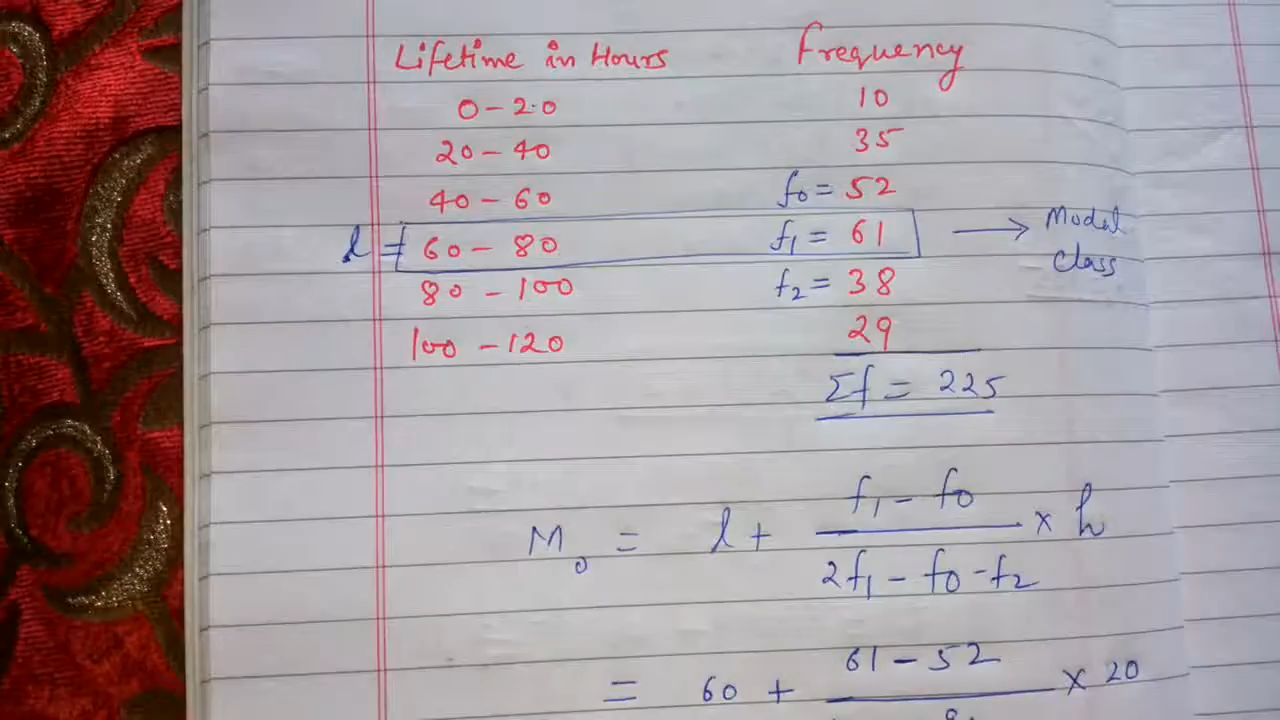 Lifetime in Hours Frequency
0-20 10
20-40 35
40-60 f0 = 52
l = 60-80 f1 = 61 → Modal class
80-100 f2 = 38
100-120 29
Σf = 225
M0 = l + f1 - f0 / 2f1 - f0 - f2 × h
= 60 + 61-52 × 20